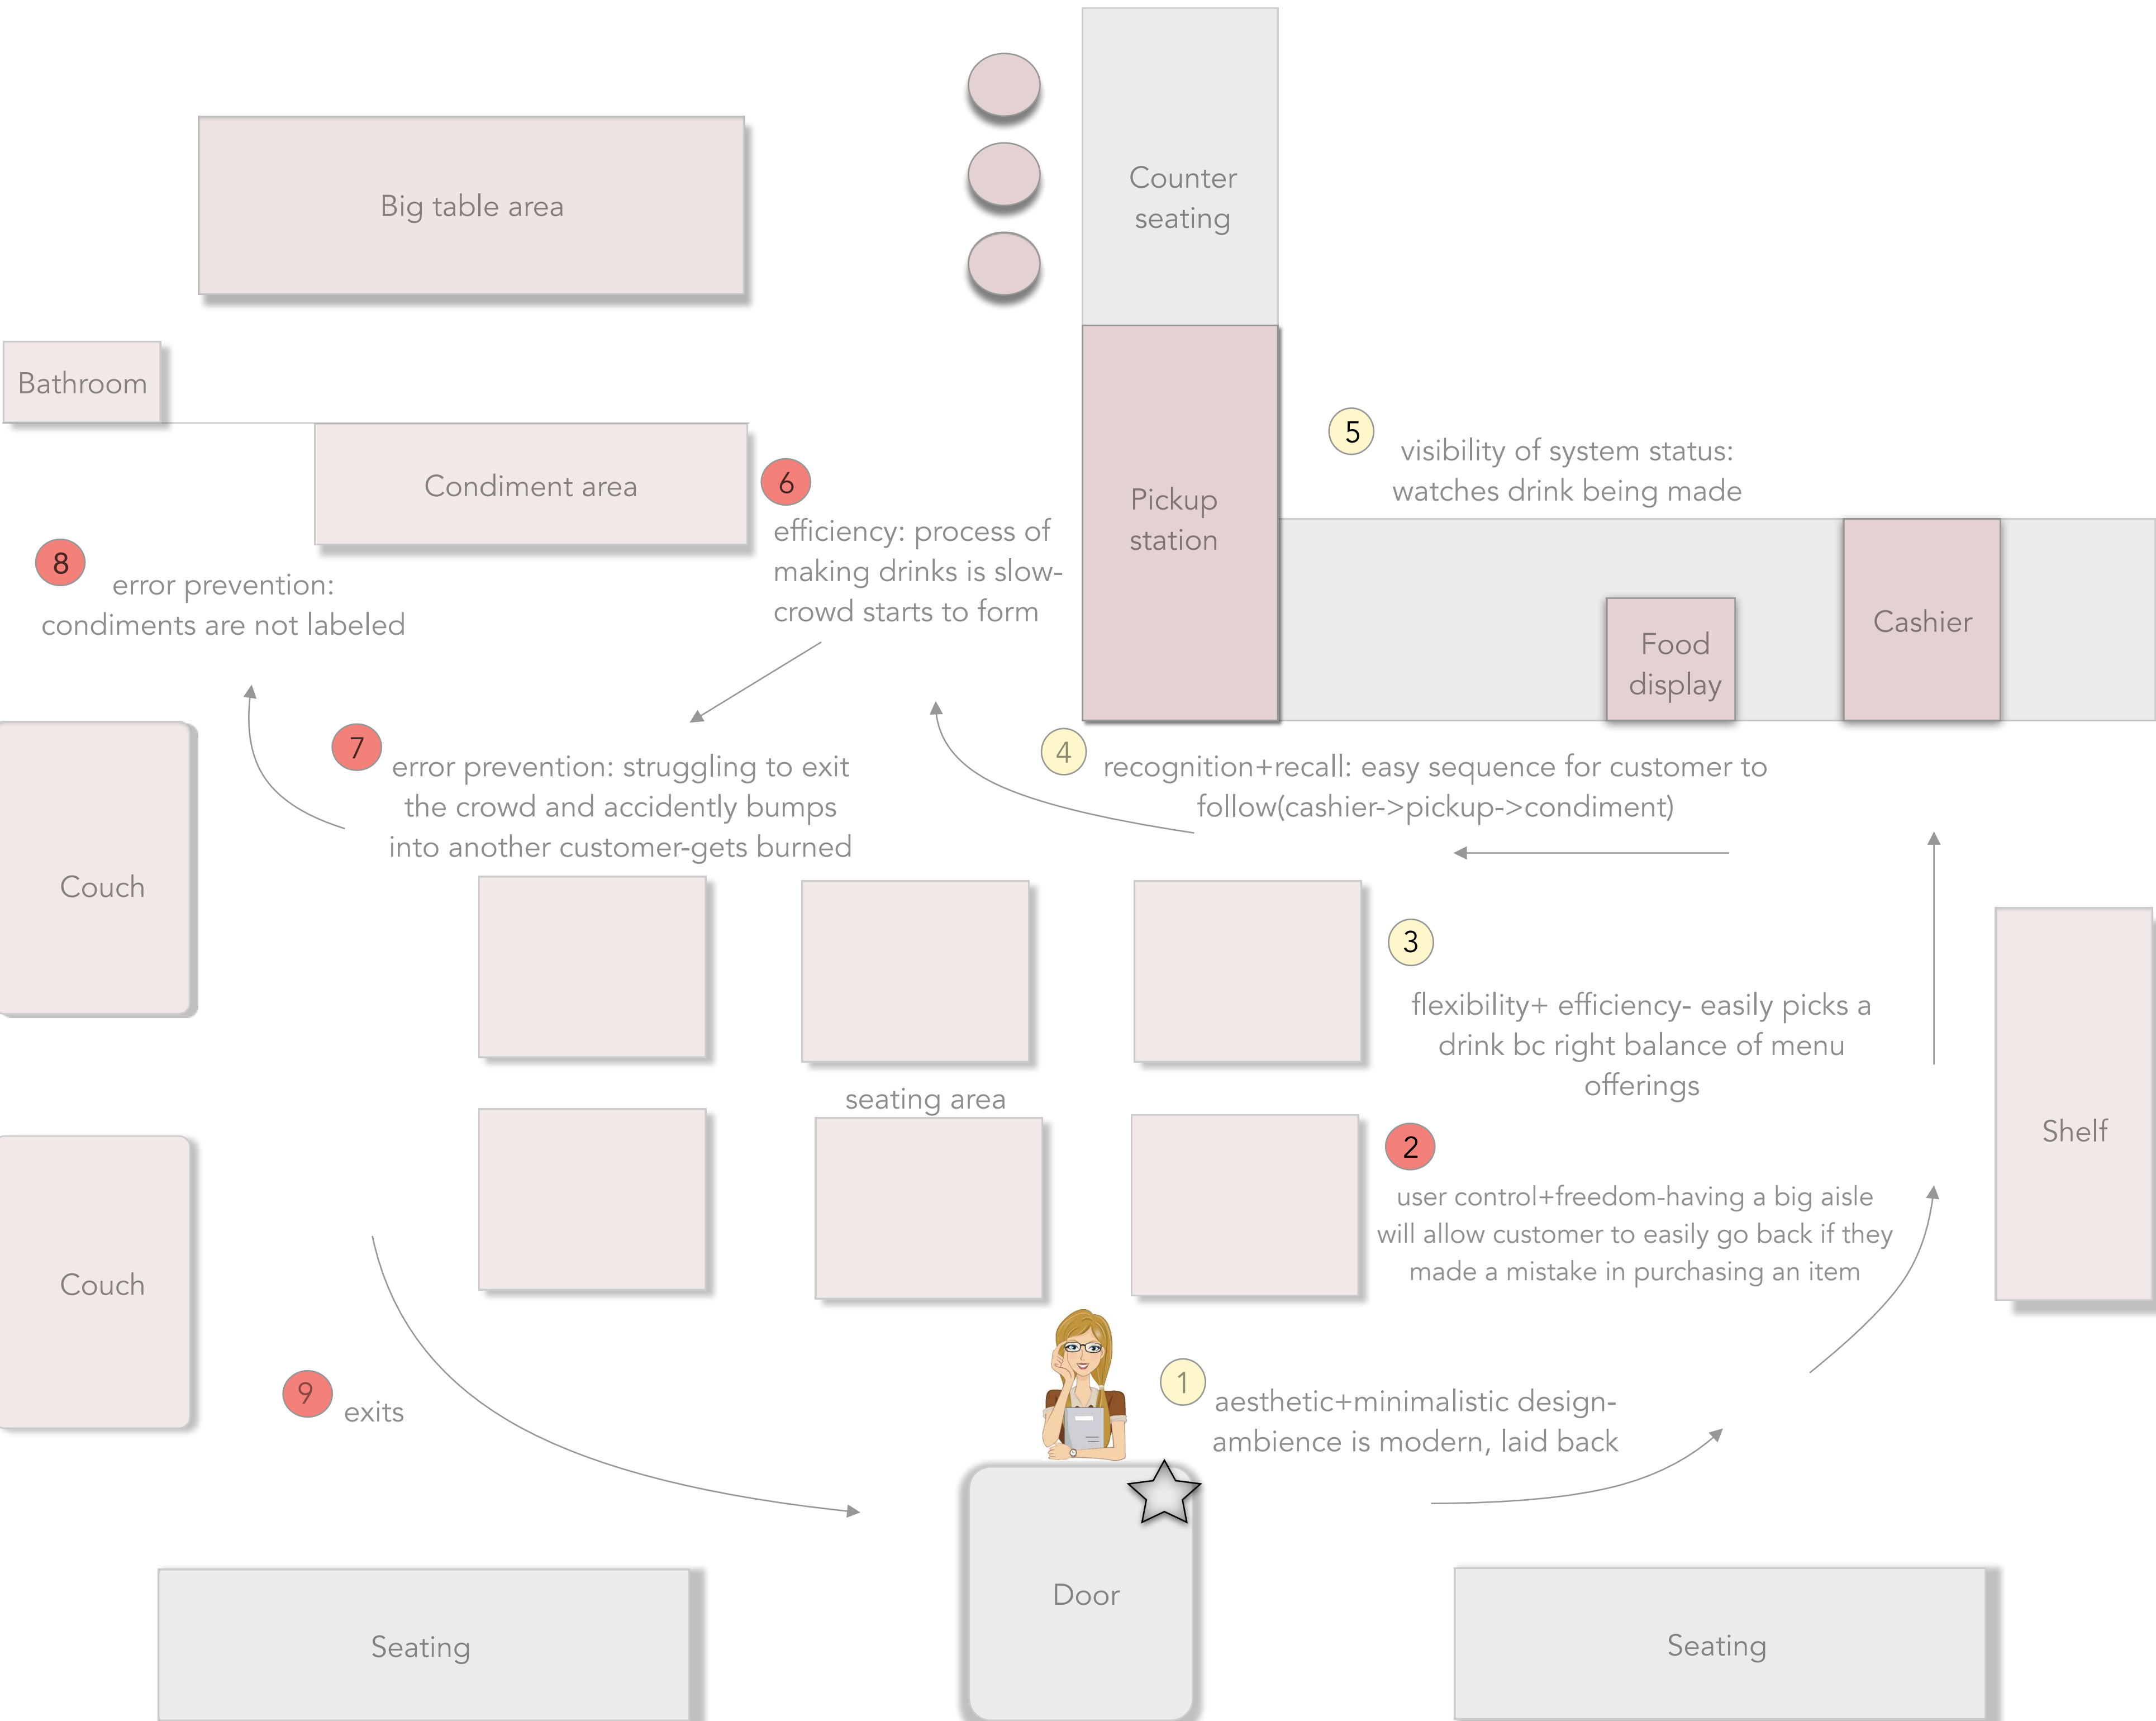 Counter
seating
Big table area
Bathroom
Condiment area
Pickup
station
5
visibility of system status:
watches drink being made
6
efficiency: process of
making drinks is slow-
crowd starts to form
8
error prevention:
condiments are not labeled
Food
display
Cashier
7
error prevention: struggling to exit
the crowd and accidently bumps
into another customer-gets burned
4
recognition+recall: easy sequence for customer to
follow(cashier->pickup->condiment)
Couch
3
flexibility+ efficiency- easily picks a
drink bc right balance of menu
offerings
seating area
Shelf
2
user control+freedom-having a big aisle
will allow customer to easily go back if they
made a mistake in purchasing an item
Couch
9
exits
1
aesthetic+minimalistic design-
ambience is modern, laid back
Door
Seating
Seating